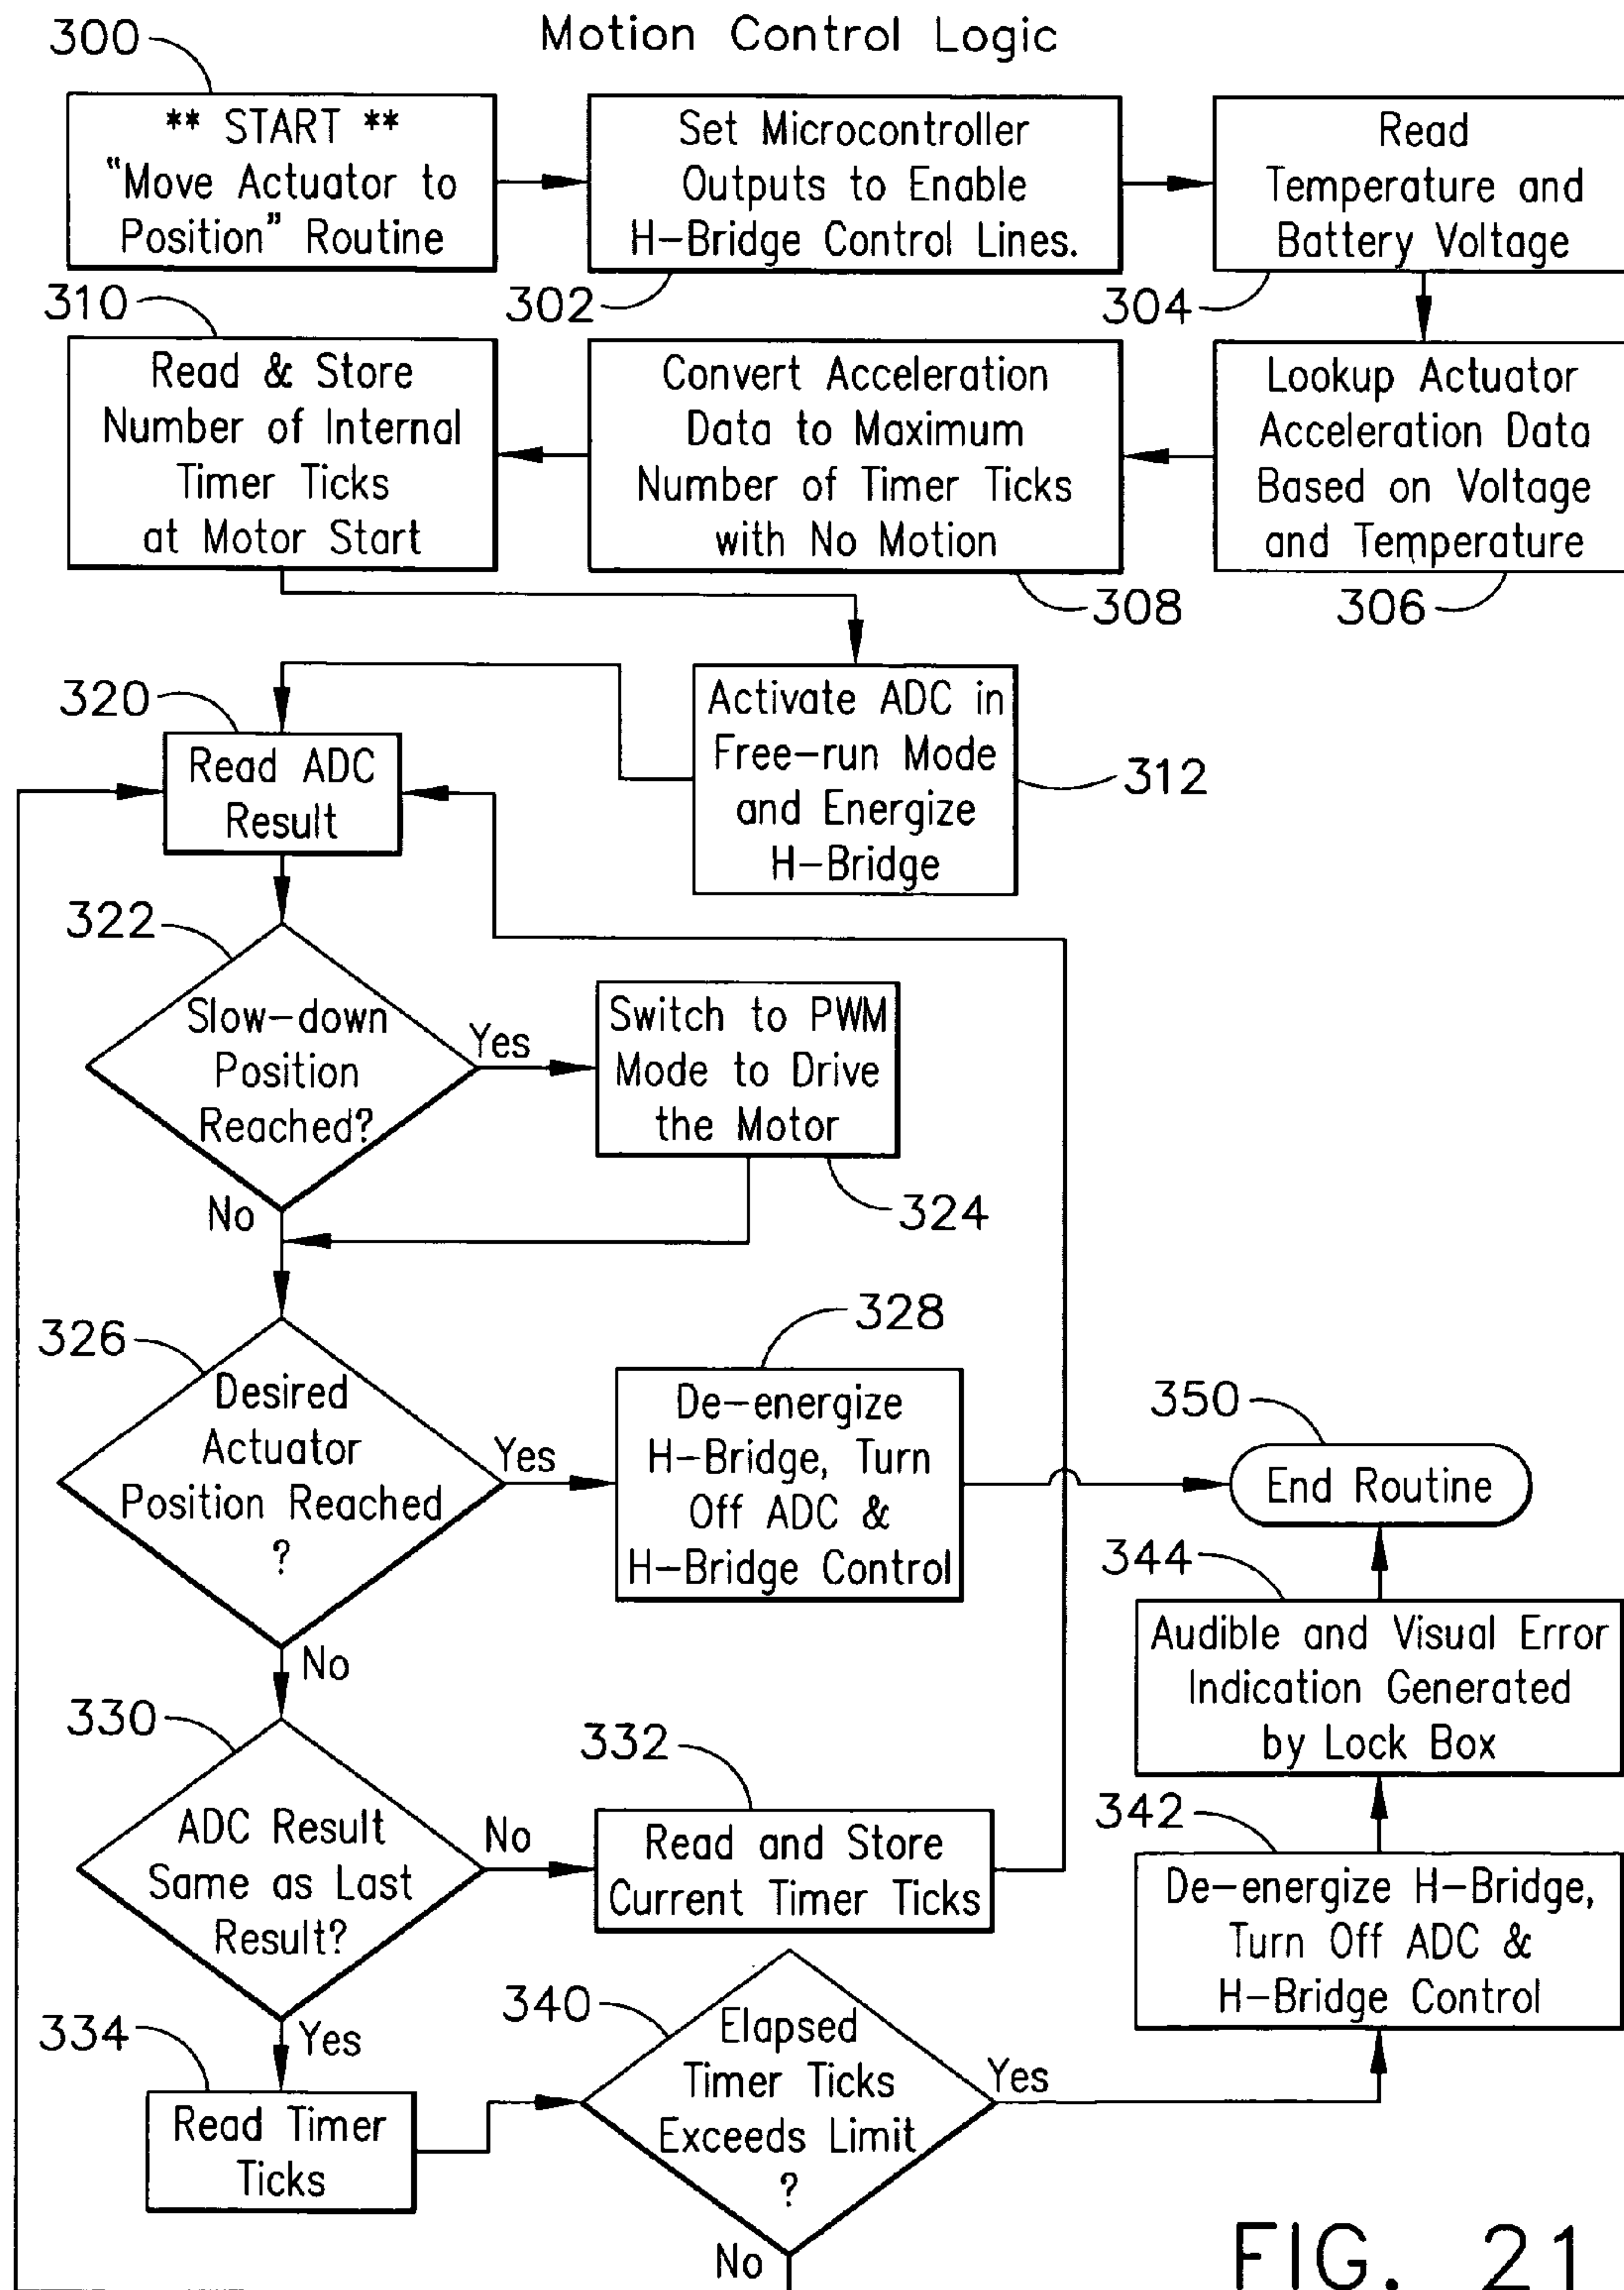 Motion Control Logic
300
** START **
"Move Actuator to
Position" Routine
Set Microcontroller
Outputs to Enable
H-Bridge Control Lines.
302
Read
Temperature and
Battery Voltage
304
Lookup Actuator
Acceleration Data
Based on Voltage
and Temperature
306
Convert Acceleration
Data to Maximum
Number of Timer Ticks
with No Motion
308
310
Read & Store
Number of Internal
Timer Ticks
at Motor Start
Activate ADC in
Free-run Mode
and Energize
H-Bridge
312
320
Read ADC
Result
322
Slow-down
Position
Reached?
Yes
No
Switch to PWM
Mode to Drive
the Motor
324
326
Desired
Actuator
Position Reached
?
Yes
No
328
De-energize
H-Bridge, Turn
Off ADC &
H-Bridge Control
350
End Routine
330
ADC Result
Same as Last
Result?
No
Yes
332
Read and Store
Current Timer Ticks
334
Read Timer
Ticks
340
Elapsed
Timer Ticks
Exceeds Limit
?
Yes
No
342
De-energize H-Bridge,
Turn Off ADC &
H-Bridge Control
344
Audible and Visual Error
Indication Generated
by Lock Box
FIG. 21